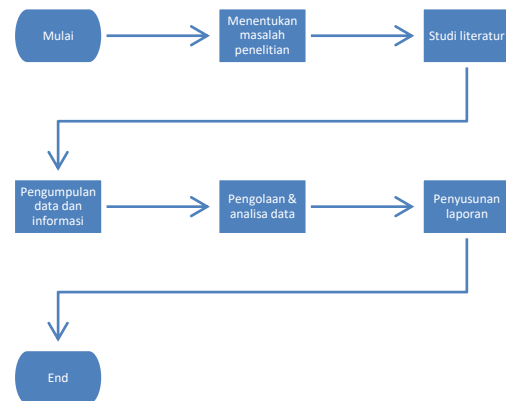 Mulai
Menentukan
masalah
penelitian
Studi literatur
Pengumpulan
data dan
informasi
Pengolaan &
analisa data
Penyusunan
laporan
End